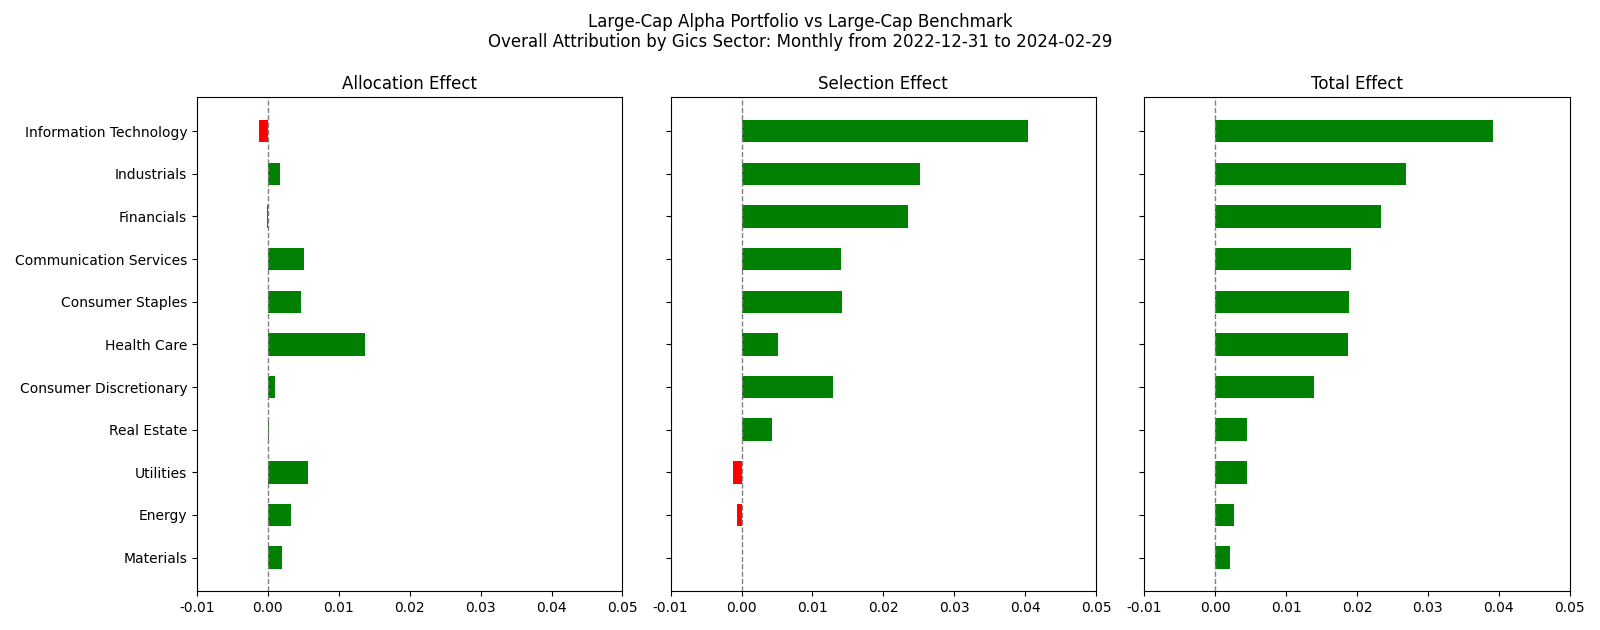 Large-Cap Alpha Portfolio vs Large-Cap Benchmark
Overall Attribution by Gics Sector: Monthly from 2022-12-31 to 2024-02-29
Allocation Effect
Selection Effect
Total Effect
Information Technology
Industrials
Financials
Communication Services
Consumer Staples
Health Care
Consumer Discretionary
Real Estate
Utilities
Energy
Materials
-0.01 0.00 0.01 0.02 0.03 0.04 0.05
-0.01 0.00 0.01 0.02 0.03 0.04 0.05
-0.01 0.00 0.01 0.02 0.03 0.04 0.05